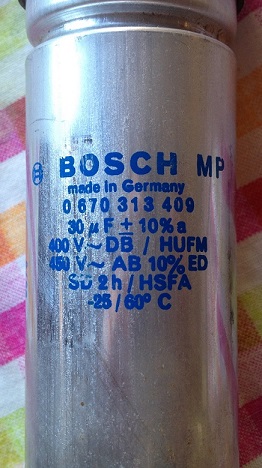 BOSCH MP
made in Germany
0 670 313 409
30 µF ± 10% a
400 V~ DB / HUFM
450 V~ AB 10% ED
SD 2h / HSFA
-25 / 60° C